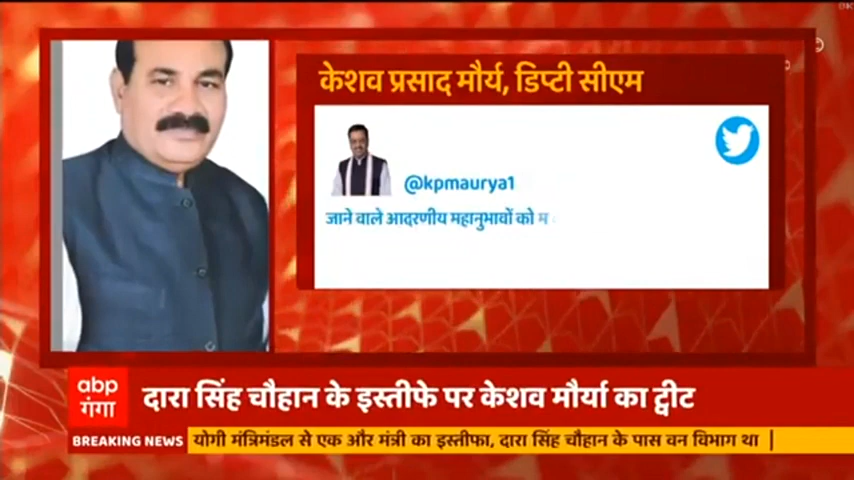 केशव प्रसाद मौर्य, डिप्टी सीएम
@kpmaurya1
जाने वाले आदरणीय महानुभावों को म
abp
गंगा
दारा सिंह चौहान के इस्तीफे पर केशव मौर्या का ट्वीट
BREAKING NEWS
योगी मंत्रिमंडल से एक और मंत्री का इस्तीफा, दारा सिंह चौहान के पास वन विभाग था